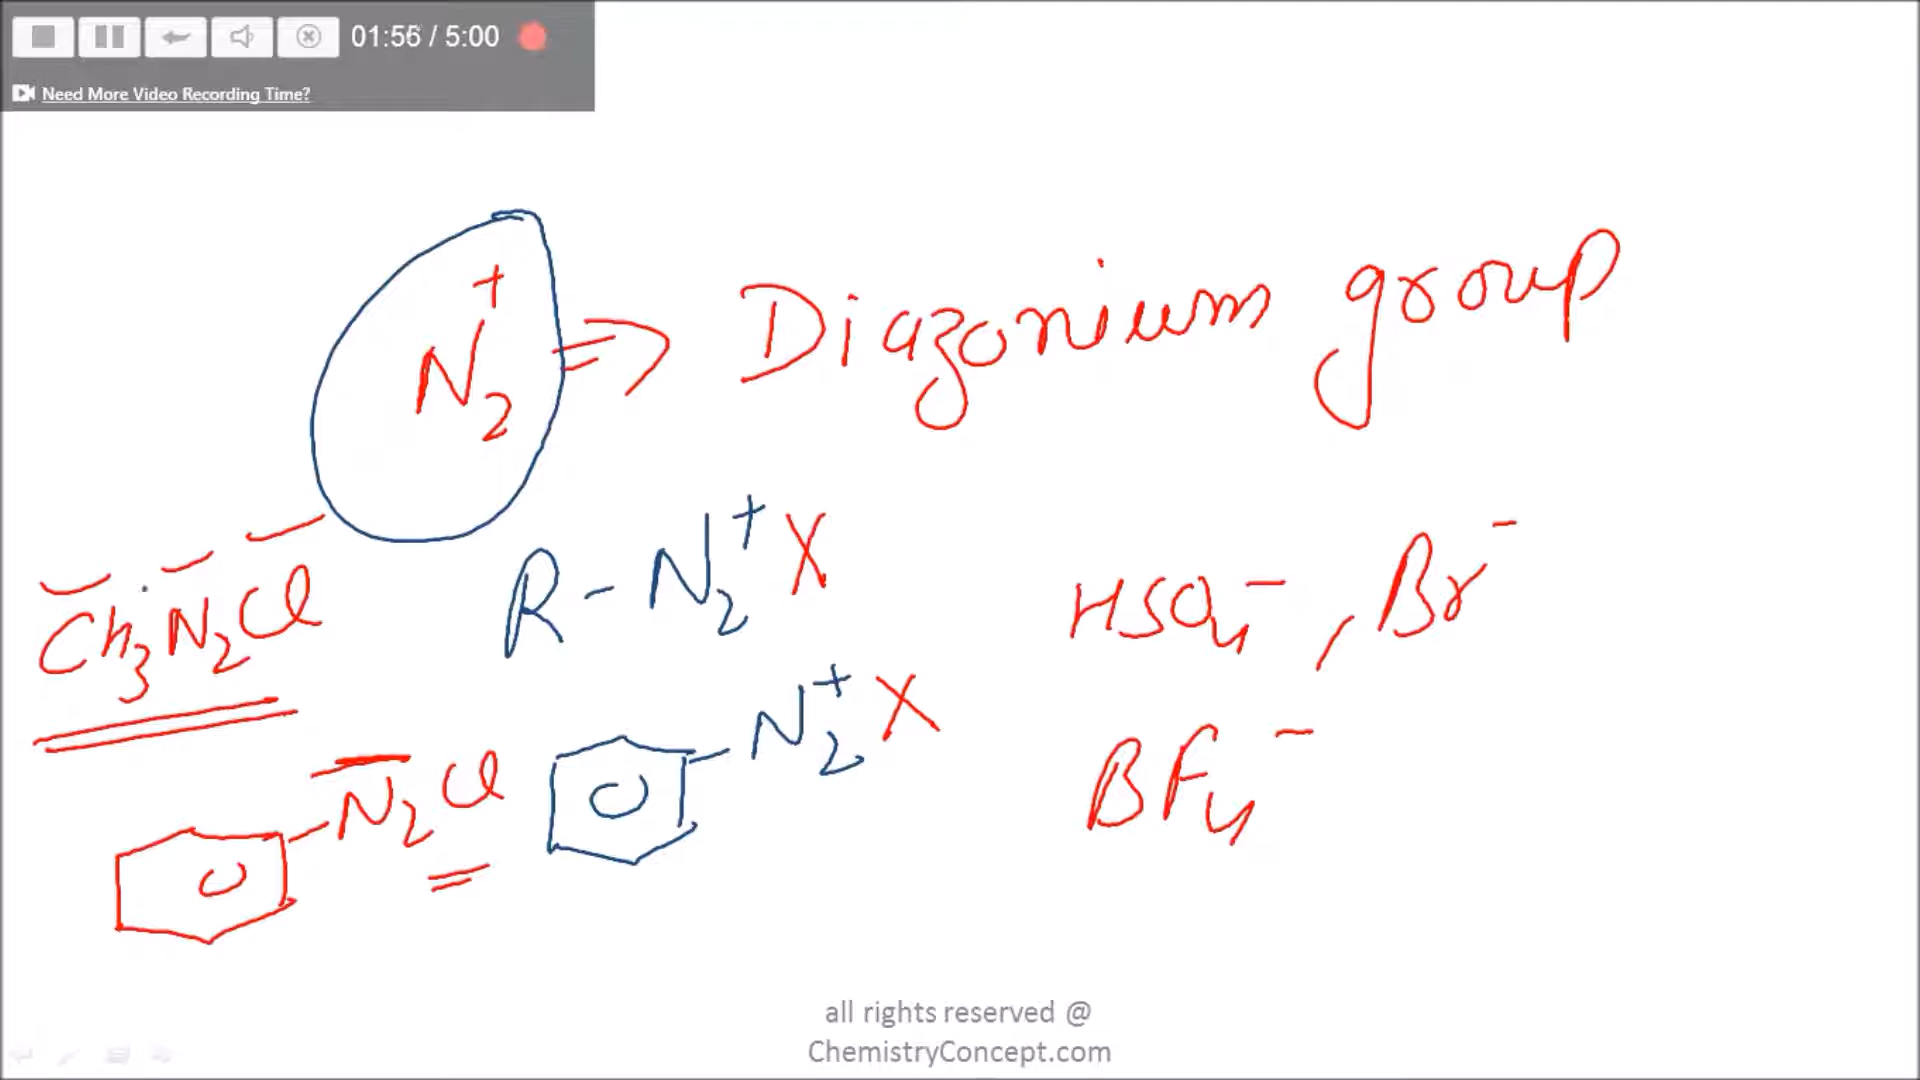 01:56 / 5:00
Need More Video Recording Time?
N₂⁺ ⇒ Diazonium group
R-N₂⁺X
HSO₄⁻, Br⁻
CH₃N₂Cl
N₂⁺X
BF₄⁻
N₂Cl
all rights reserved @
ChemistryConcept.com